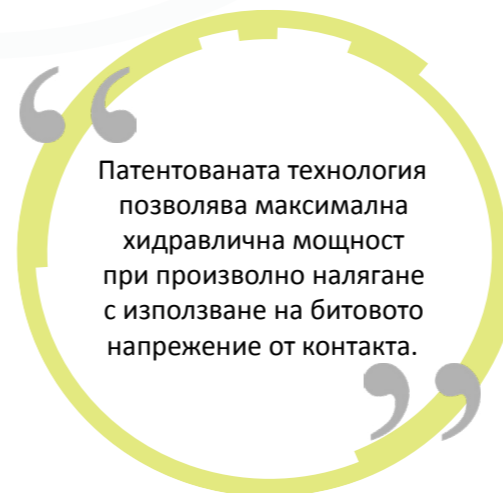 Патентованата технология
позволява максимална
хидравлична мощност
при произволно налягане
с използване на битовото
напрежение от контакта.